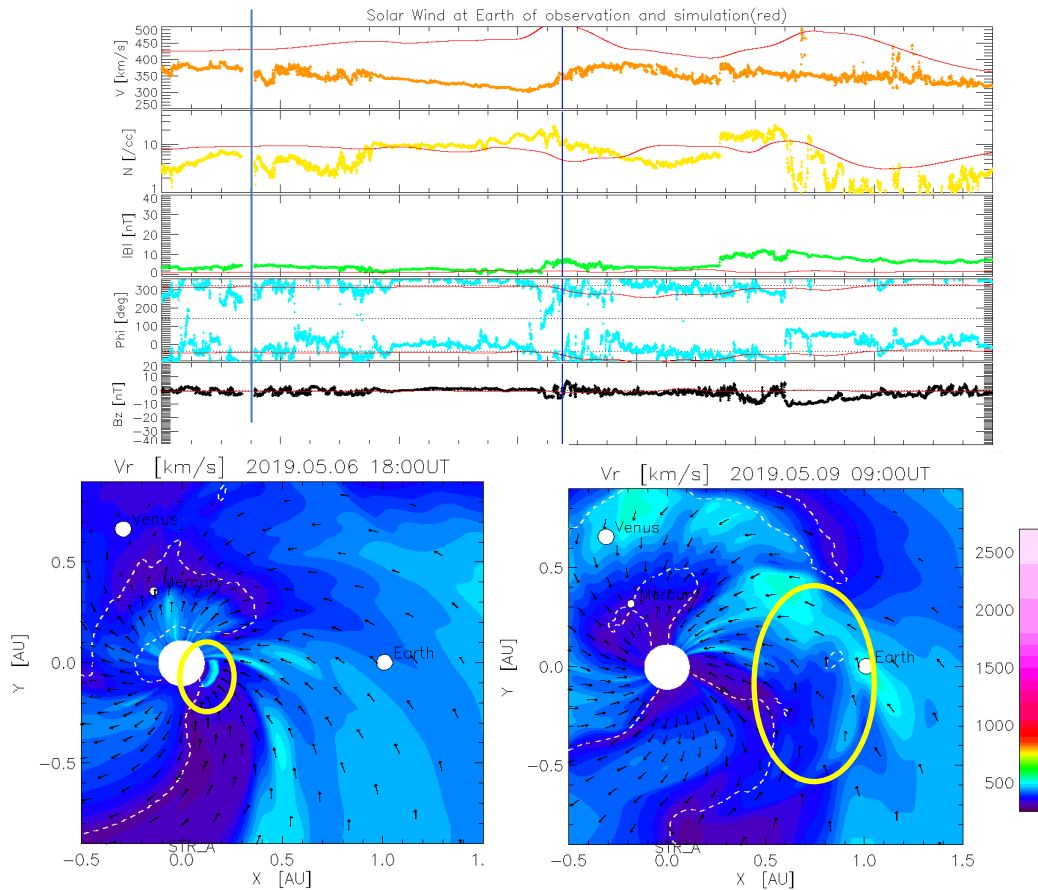 Solar Wind at Earth of observation and simulation(red)
V [km/s]
500
450
400
350
300
250
N [/cc]
10
1
|B| [nT]
40
30
20
10
0
Phi [deg]
300
200
100
0
Bz [nT]
20
10
0
-10
-20
-30
-40
Vr [km/s] 2019.05.06 18:00UT
Venus
Mercury
Earth
STR_A
Y [AU]
0.5
0.0
-0.5
-0.5
0.0
0.5
1.0
1.
X [AU]
Vr [km/s] 2019.05.09 09:00UT
Venus
Mercury
Earth
STR_A
Y [AU]
0.5
0.0
-0.5
-0.5
0.0
0.5
1.0
1.5
X [AU]
2500
2000
1500
1000
500